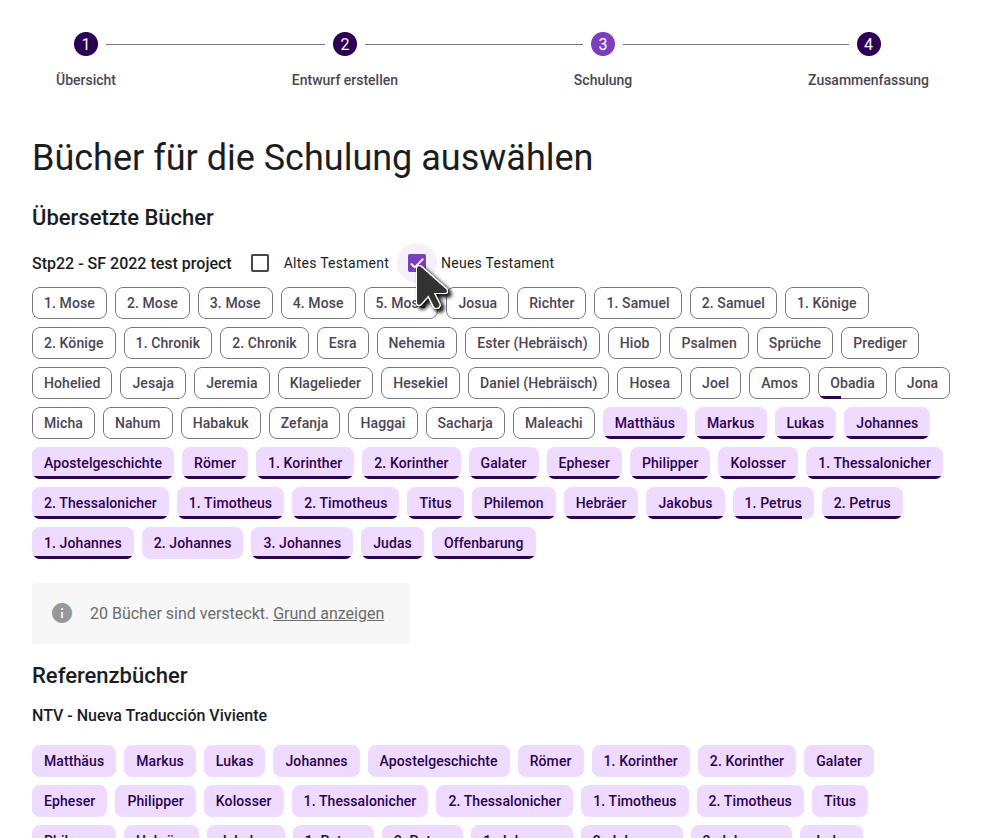 1 2 3 4
Übersicht Entwurf erstellen Schulung Zusammenfassung
Bücher für die Schulung auswählen
Übersetzte Bücher
Stp22 - SF 2022 test project Altes Testament Neues Testament
1. Mose 2. Mose 3. Mose 4. Mose 5. Mose Josua Richter 1. Samuel 2. Samuel 1. Könige
2. Könige 1. Chronik 2. Chronik Esra Nehemia Ester (Hebräisch) Hiob Psalmen Sprüche Prediger
Hohelied Jesaja Jeremia Klagelieder Hesekiel Daniel (Hebräisch) Hosea Joel Amos Obadia Jona
Micha Nahum Habakuk Zefanja Haggai Sacharja Maleachi Matthäus Markus Lukas Johannes
Apostelgeschichte Römer 1. Korinther 2. Korinther Galater Epheser Philipper Kolosser 1. Thessalonicher
2. Thessalonicher 1. Timotheus 2. Timotheus Titus Philemon Hebräer Jakobus 1. Petrus 2. Petrus
1. Johannes 2. Johannes 3. Johannes Judas Offenbarung
20 Bücher sind versteckt. Grund anzeigen
Referenzbücher
NTV - Nueva Traducción Viviente
Matthäus Markus Lukas Johannes Apostelgeschichte Römer 1. Korinther 2. Korinther Galater
Epheser Philipper Kolosser 1. Thessalonicher 2. Thessalonicher 1. Timotheus 2. Timotheus Titus